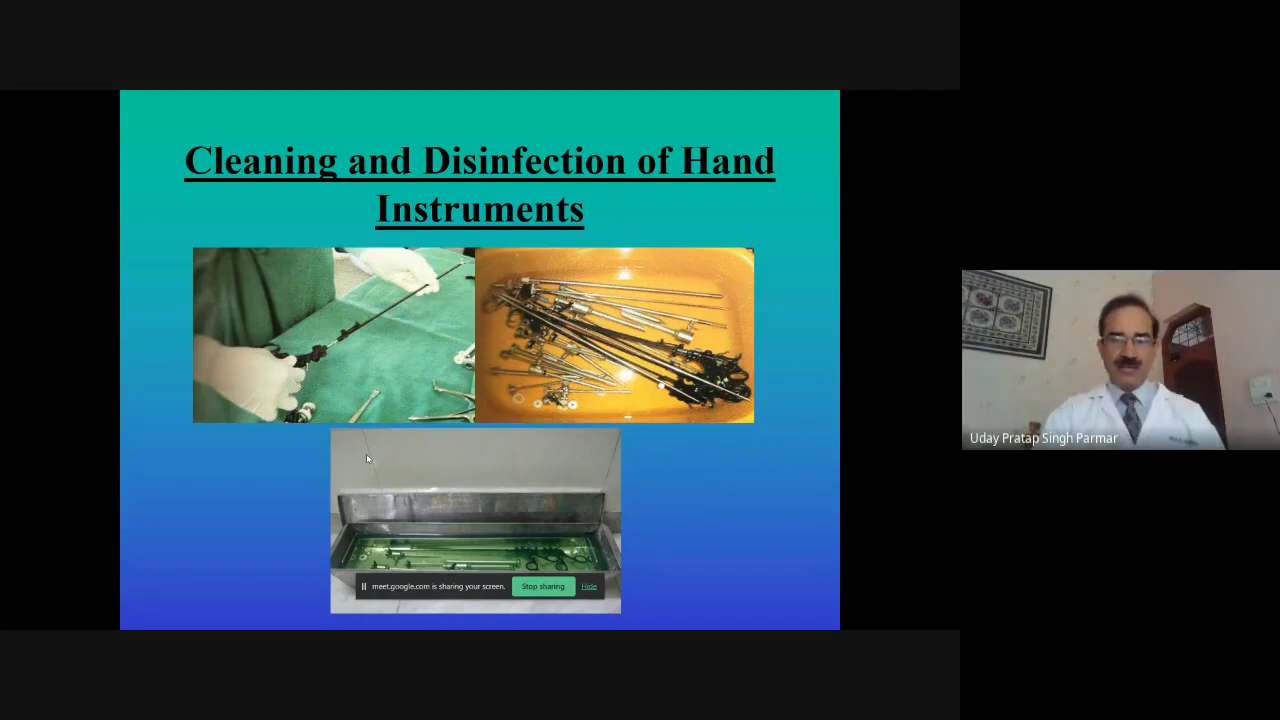 Cleaning and Disinfection of Hand
Instruments
meet.google.com is sharing your screen. Stop sharing Hide
Uday Pratap Singh Parmar